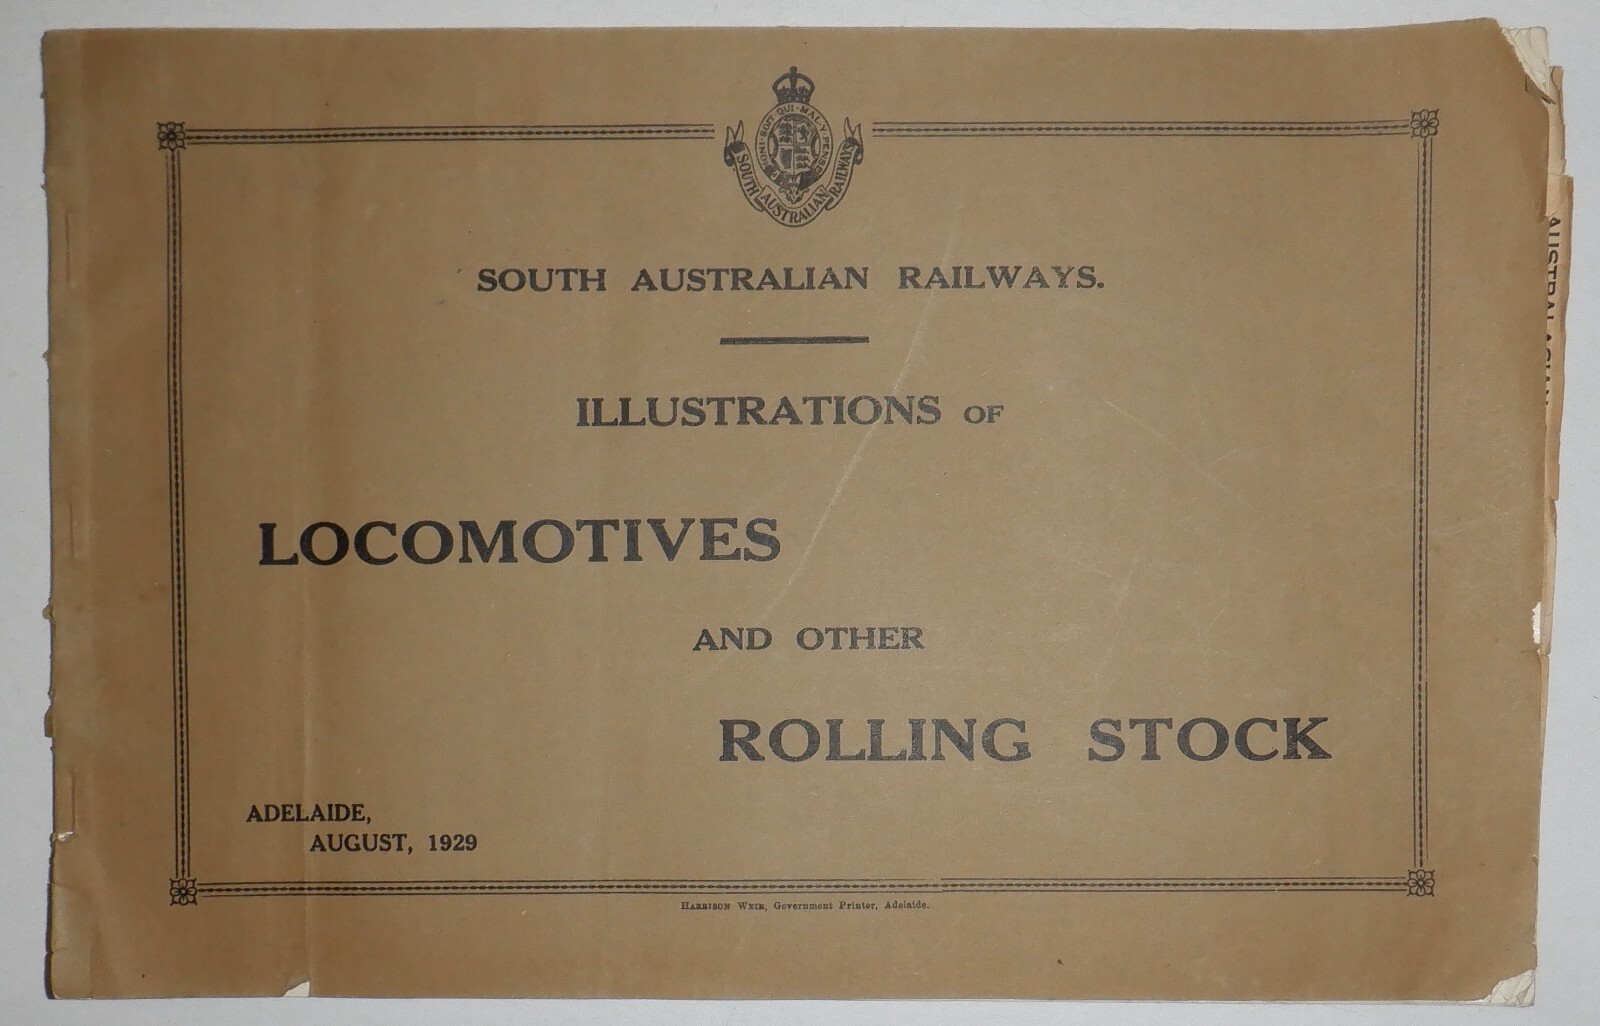 HONI·SOIT·QUI·MAL·Y·PENSE
SOUTH AUSTRALIAN RAILWAYS
SOUTH AUSTRALIAN RAILWAYS.
ILLUSTRATIONS OF
LOCOMOTIVES
AND OTHER
ROLLING STOCK
ADELAIDE,
AUGUST, 1929
HARRISON WEIR, Government Printer, Adelaide.
AUSTRALASIAN